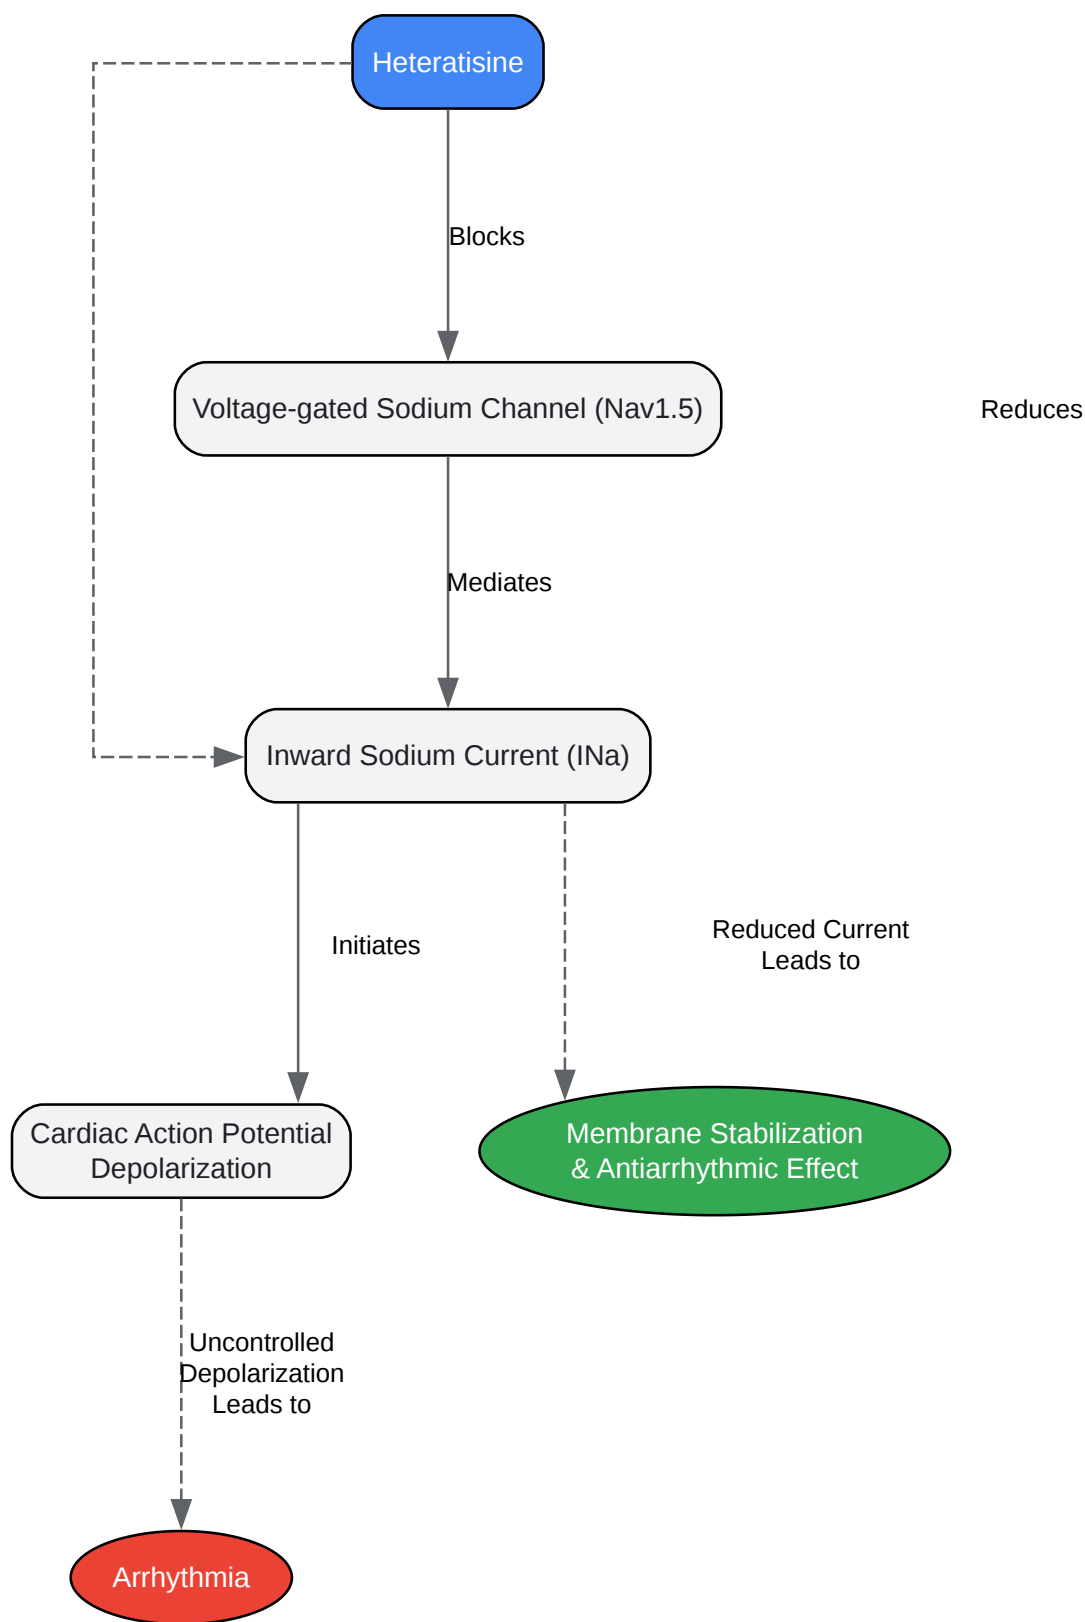 Heteratisine
Blocks
Voltage-gated Sodium Channel (Nav1.5)
Reduces
Mediates
Inward Sodium Current (INa)
Initiates
Reduced Current
Leads to
Cardiac Action Potential
Depolarization
Membrane Stabilization
& Antiarrhythmic Effect
Uncontrolled
Depolarization
Leads to
Arrhythmia